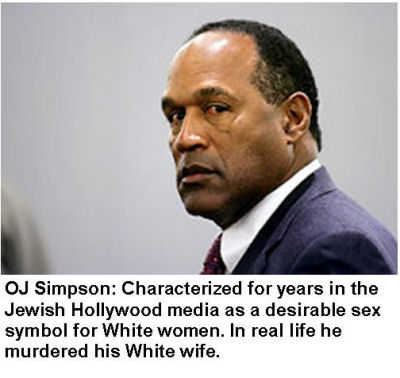 OJ Simpson: Characterized for years in the
Jewish Hollywood media as a desirable sex
symbol for White women. In real life he
murdered his White wife.